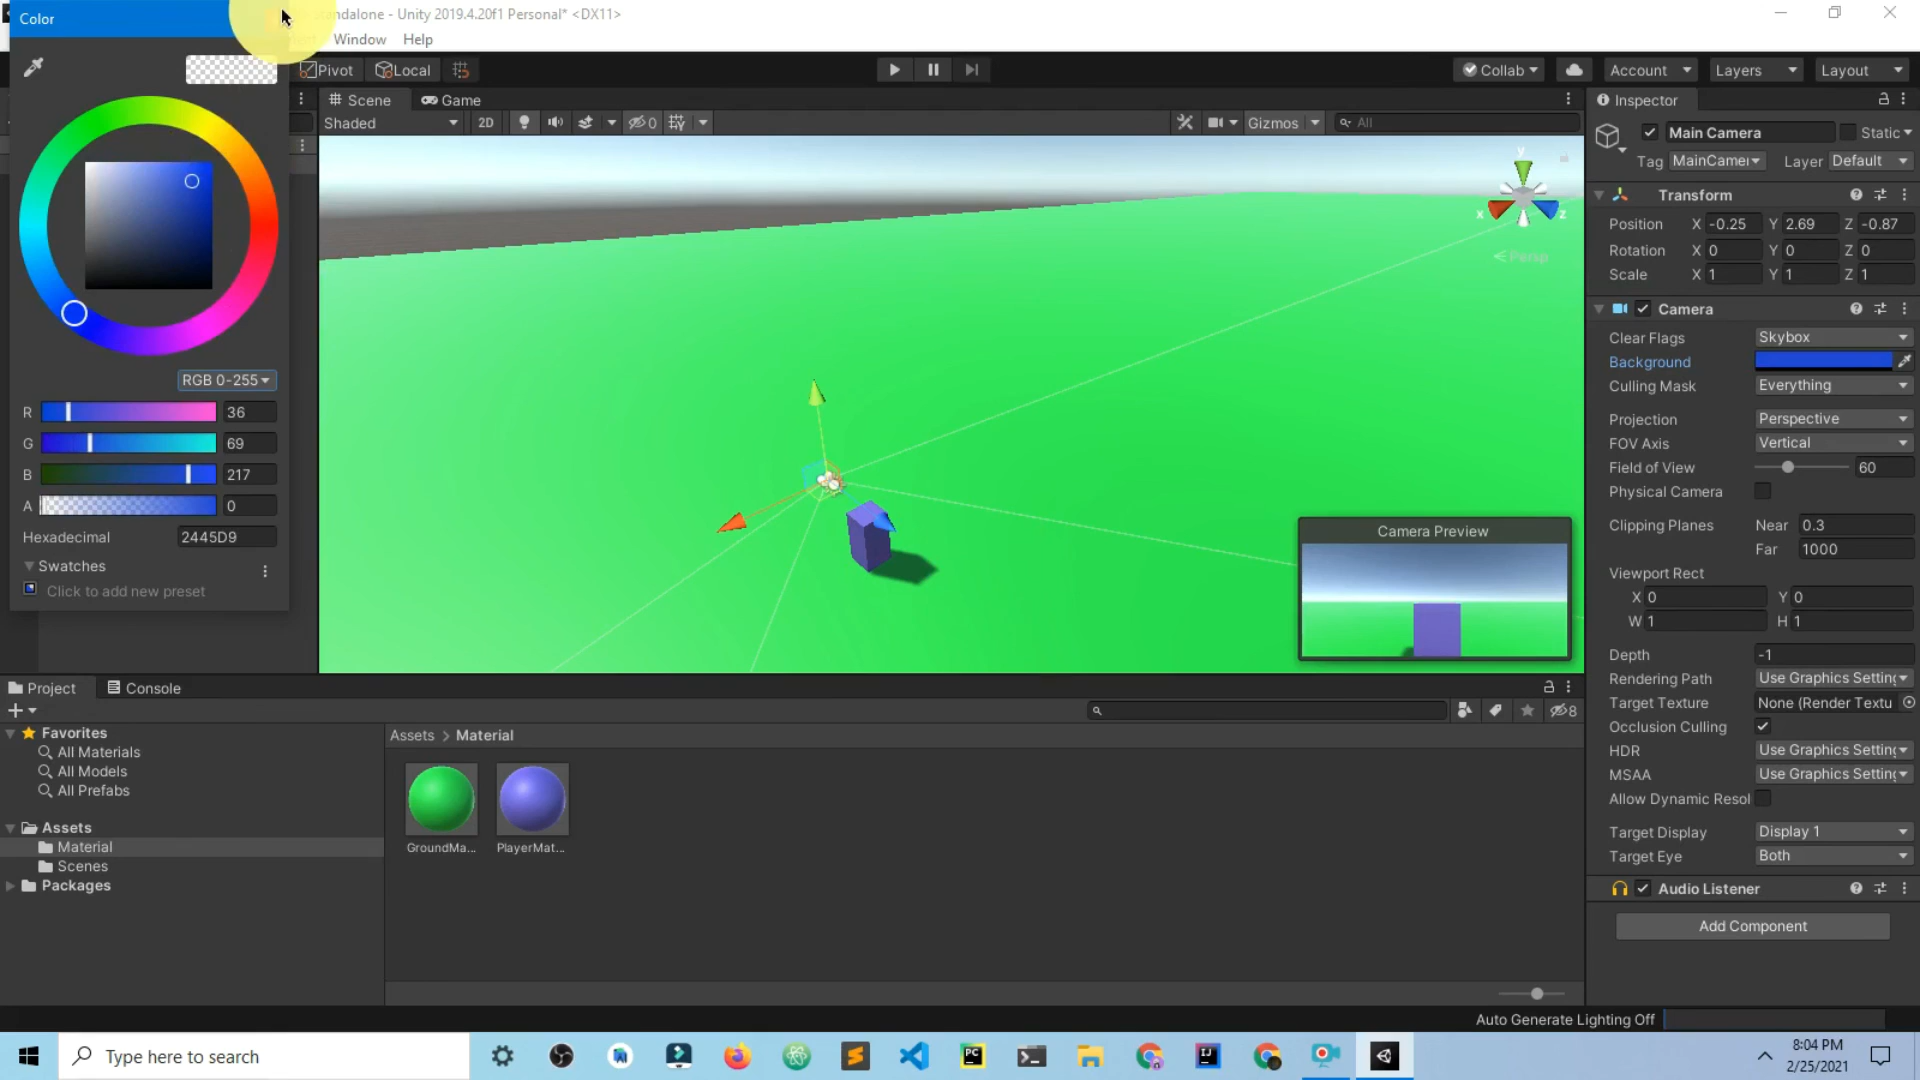 Color
Standalone - Unity 2019.4.20f1 Personal* <DX11>
Window Help
Pivot Local
Collab Account Layers Layout
Scene Game
Shaded 2D 0 Gizmos All
Inspector
Main Camera Static
Tag MainCamer Layer Default
Transform
Position X -0.25 Y 2.69 Z -0.87
Rotation X 0 Y 0 Z 0
Scale X 1 Y 1 Z 1
y
x z
Persp
Camera
Clear Flags Skybox
Background
Culling Mask Everything
Projection Perspective
FOV Axis Vertical
Field of View 60
Physical Camera
Clipping Planes Near 0.3
Far 1000
Viewport Rect
X 0 Y 0
W 1 H 1
Depth -1
Rendering Path Use Graphics Setting
Target Texture None (Render Textu
Occlusion Culling
HDR Use Graphics Setting
MSAA Use Graphics Setting
Allow Dynamic Resol
Target Display Display 1
Target Eye Both
Audio Listener
Add Component
RGB 0-255
R 36
G 69
B 217
A 0
Hexadecimal 2445D9
Swatches
Click to add new preset
Camera Preview
Project Console
8
Favorites
All Materials
All Models
All Prefabs
Assets
Material
Scenes
Packages
Assets > Material
GroundMa... PlayerMat...
Auto Generate Lighting Off
Type here to search
PC
IJ
8:04 PM
2/25/2021